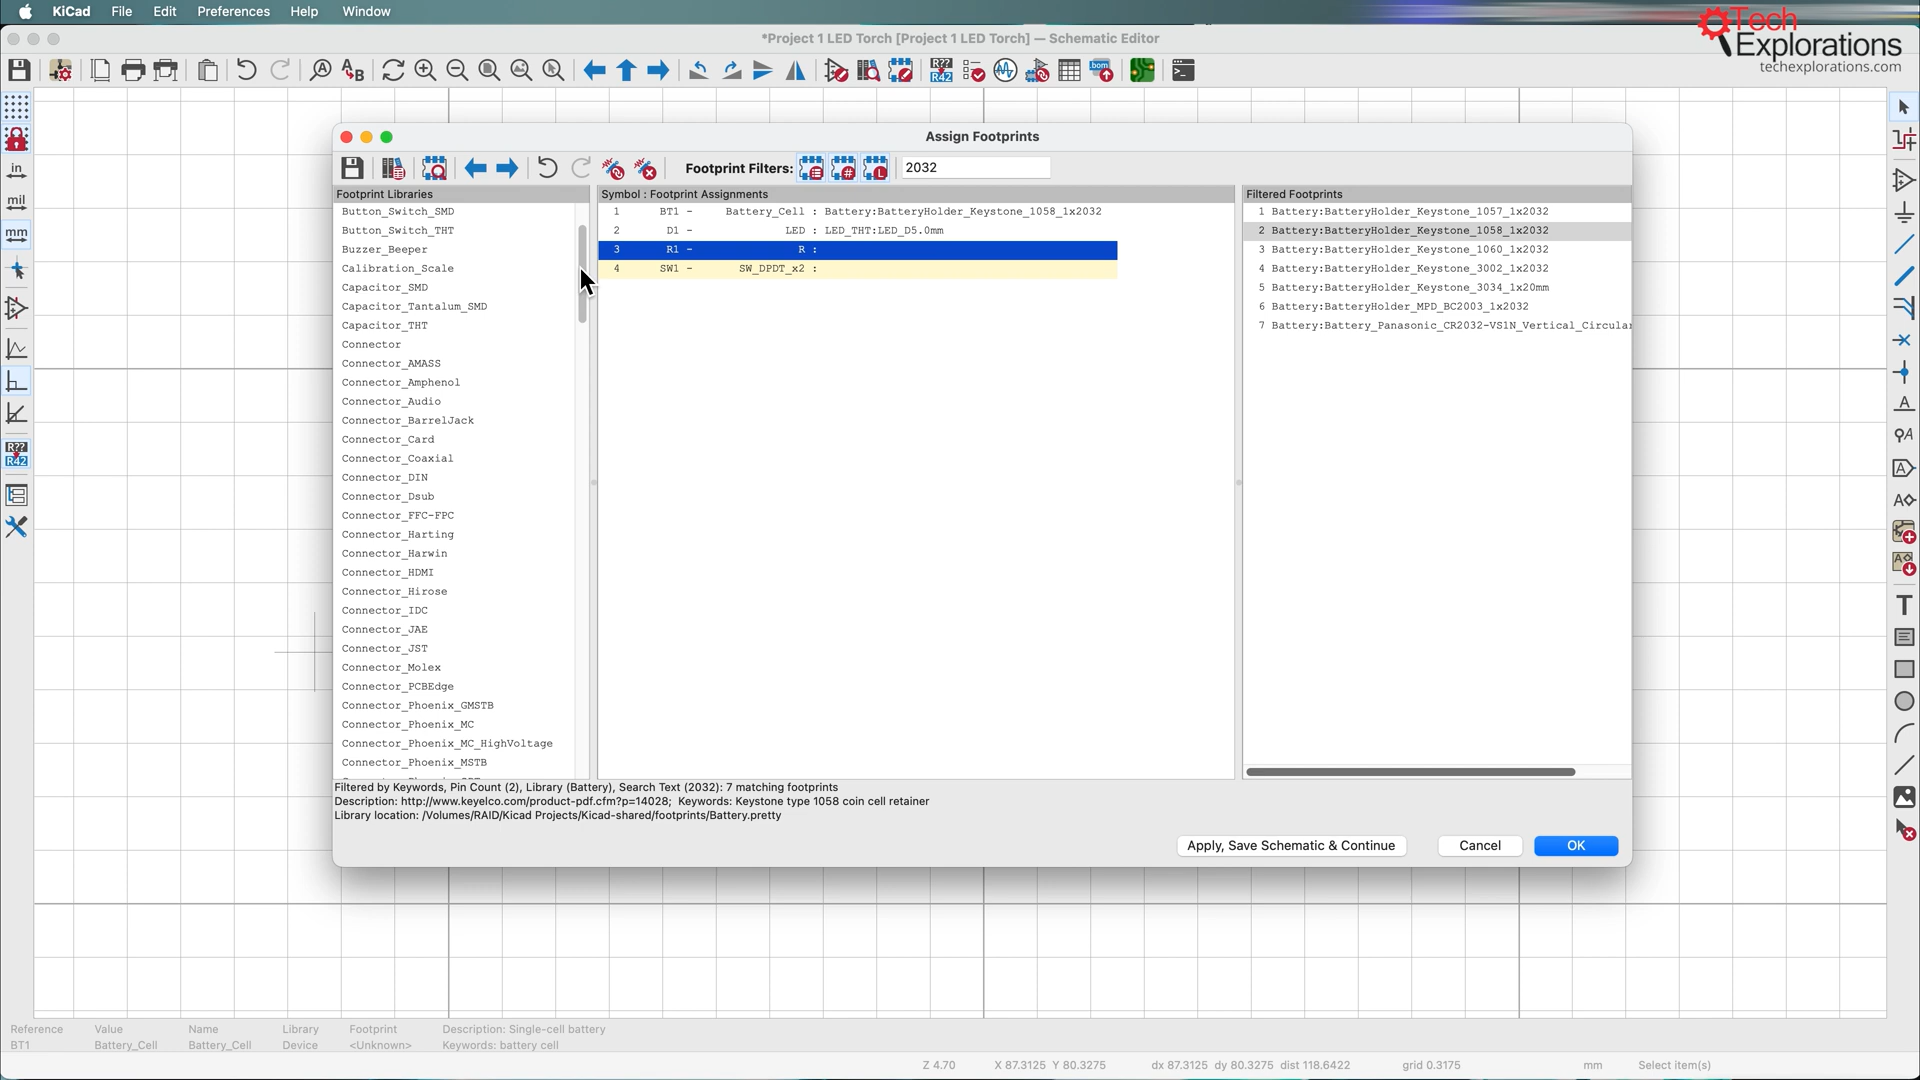 KiCad File Edit Preferences Help Window
Tech
Explorations
techexplorations.com
*Project 1 LED Torch [Project 1 LED Torch] — Schematic Editor
Assign Footprints
Footprint Filters: 2032
Footprint Libraries
Button_Switch_SMD
Button_Switch_THT
Buzzer_Beeper
Calibration_Scale
Capacitor_SMD
Capacitor_Tantalum_SMD
Capacitor_THT
Connector
Connector_AMASS
Connector_Amphenol
Connector_Audio
Connector_BarrelJack
Connector_Card
Connector_Coaxial
Connector_DIN
Connector_Dsub
Connector_FFC-FPC
Connector_Harting
Connector_Harwin
Connector_HDMI
Connector_Hirose
Connector_IDC
Connector_JAE
Connector_JST
Connector_Molex
Connector_PCBEdge
Connector_Phoenix_GMSTB
Connector_Phoenix_MC
Connector_Phoenix_MC_HighVoltage
Connector_Phoenix_MSTB
Symbol : Footprint Assignments
1 BT1 - Battery_Cell : Battery:BatteryHolder_Keystone_1058_1x2032
2 D1 - LED : LED_THT:LED_D5.0mm
3 R1 - R :
4 SW1 - SW_DPDT_x2 :
Filtered Footprints
1 Battery:BatteryHolder_Keystone_1057_1x2032
2 Battery:BatteryHolder_Keystone_1058_1x2032
3 Battery:BatteryHolder_Keystone_1060_1x2032
4 Battery:BatteryHolder_Keystone_3002_1x2032
5 Battery:BatteryHolder_Keystone_3034_1x20mm
6 Battery:BatteryHolder_MPD_BC2003_1x2032
7 Battery:Battery_Panasonic_CR2032-VS1N_Vertical_Circular
Filtered by Keywords, Pin Count (2), Library (Battery), Search Text (2032): 7 matching footprints
Description: http://www.keyelco.com/product-pdf.cfm?p=14028; Keywords: Keystone type 1058 coin cell retainer
Library location: /Volumes/RAID/Kicad Projects/Kicad-shared/footprints/Battery.pretty
Apply, Save Schematic & Continue Cancel OK
in
mil
mm
R??
R42
Reference Value Name Library Footprint Description: Single-cell battery
BT1 Battery_Cell Battery_Cell Device <Unknown> Keywords: battery cell
Z 4.70 X 87.3125 Y 80.3275 dx 87.3125 dy 80.3275 dist 118.6422 grid 0.3175 mm Select item(s)